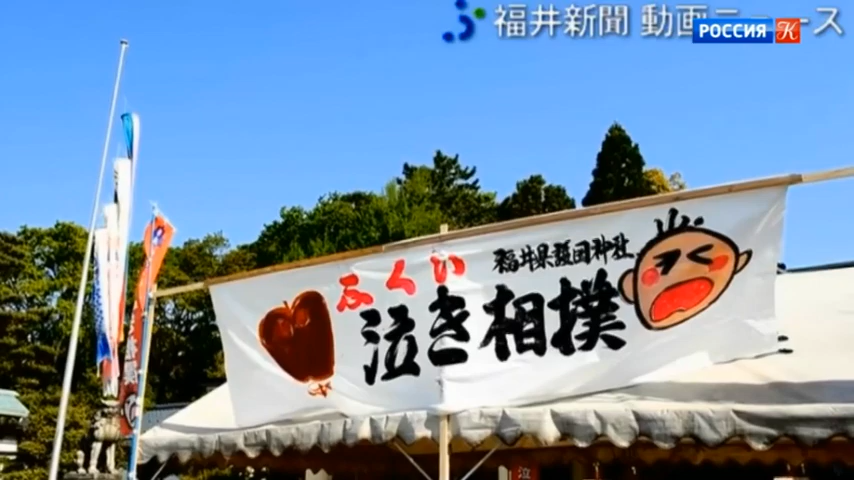 福井新聞 動画ニュース
РОССИЯ К
福井県護国神社
ふくい
泣き相撲
泣